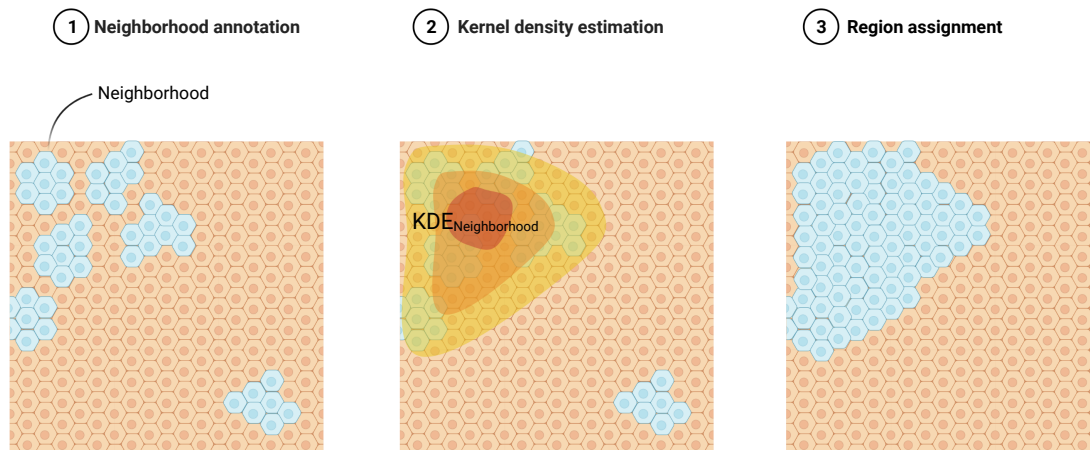 1 Neighborhood annotation
2 Kernel density estimation
3 Region assignment
Neighborhood
KDENeighborhood